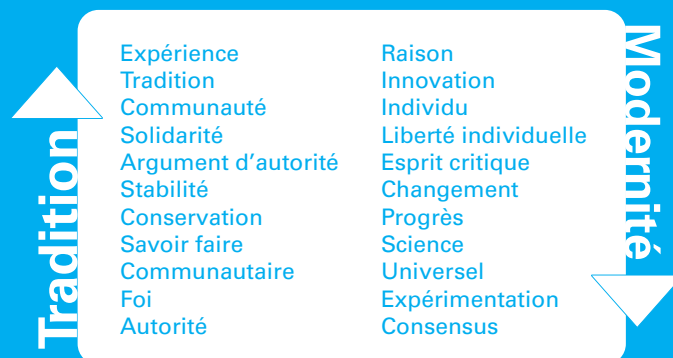 Tradition
Expérience
Tradition
Communauté
Solidarité
Argument d’autorité
Stabilité
Conservation
Savoir faire
Communautaire
Foi
Autorité
Raison
Innovation
Individu
Liberté individuelle
Esprit critique
Changement
Progrès
Science
Universel
Expérimentation
Consensus
Modernité